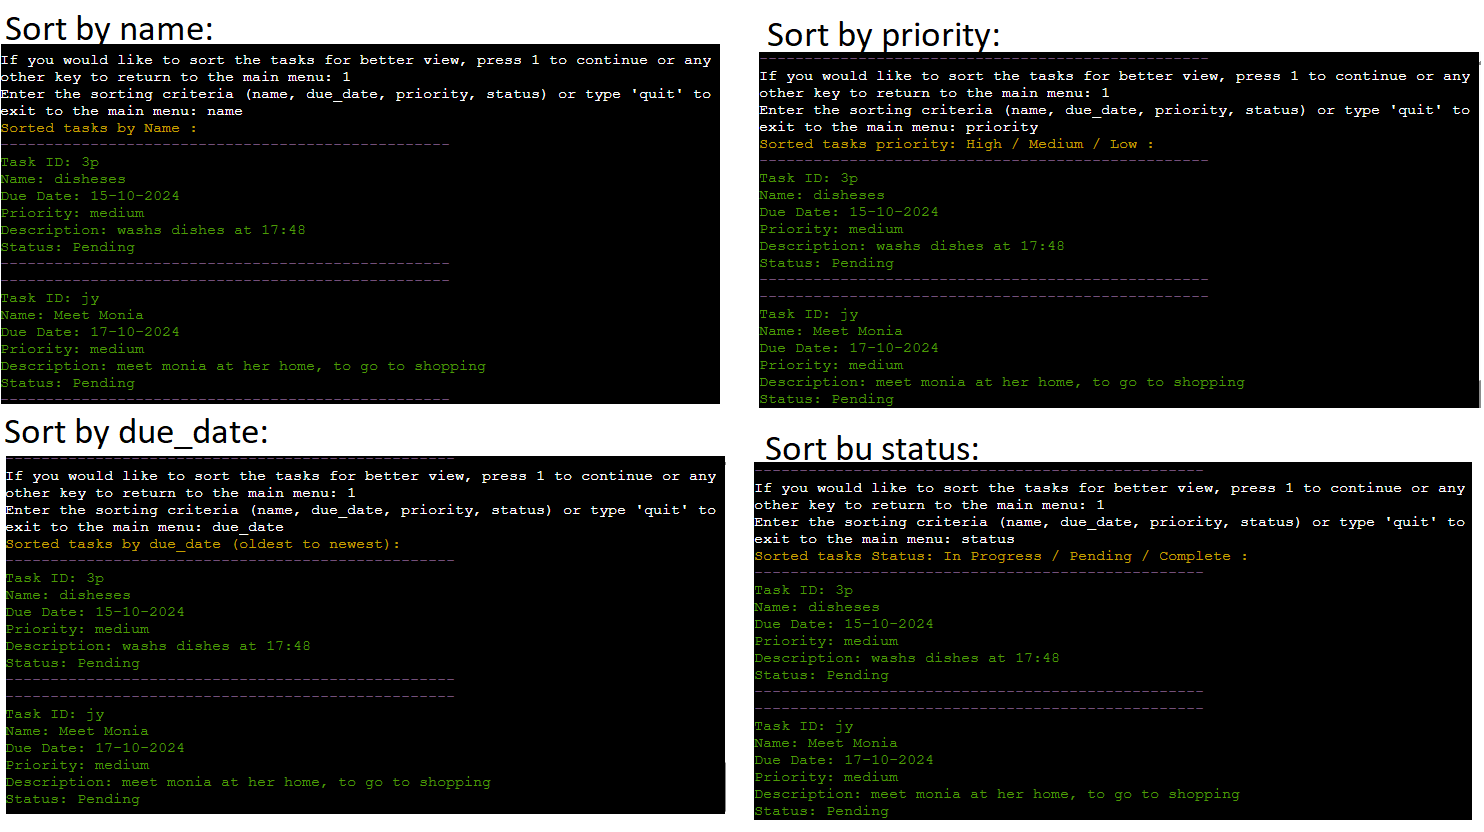 Sort by name:
If you would like to sort the tasks for better view, press 1 to continue or any
other key to return to the main menu: 1
Enter the sorting criteria (name, due_date, priority, status) or type 'quit' to
exit to the main menu: name
Sorted tasks by Name :
--------------------------------------------------
Task ID: 3p
Name: disheses
Due Date: 15-10-2024
Priority: medium
Description: washs dishes at 17:48
Status: Pending
--------------------------------------------------
--------------------------------------------------
Task ID: jy
Name: Meet Monia
Due Date: 17-10-2024
Priority: medium
Description: meet monia at her home, to go to shopping
Status: Pending
--------------------------------------------------
Sort by priority:
--------------------------------------------------
If you would like to sort the tasks for better view, press 1 to continue or any
other key to return to the main menu: 1
Enter the sorting criteria (name, due_date, priority, status) or type 'quit' to
exit to the main menu: priority
Sorted tasks priority: High / Medium / Low :
--------------------------------------------------
Task ID: 3p
Name: disheses
Due Date: 15-10-2024
Priority: medium
Description: washs dishes at 17:48
Status: Pending
--------------------------------------------------
--------------------------------------------------
Task ID: jy
Name: Meet Monia
Due Date: 17-10-2024
Priority: medium
Description: meet monia at her home, to go to shopping
Status: Pending
Sort by due_date:
--------------------------------------------------
If you would like to sort the tasks for better view, press 1 to continue or any
other key to return to the main menu: 1
Enter the sorting criteria (name, due_date, priority, status) or type 'quit' to
exit to the main menu: due_date
Sorted tasks by due_date (oldest to newest):
--------------------------------------------------
Task ID: 3p
Name: disheses
Due Date: 15-10-2024
Priority: medium
Description: washs dishes at 17:48
Status: Pending
--------------------------------------------------
--------------------------------------------------
Task ID: jy
Name: Meet Monia
Due Date: 17-10-2024
Priority: medium
Description: meet monia at her home, to go to shopping
Status: Pending
Sort bu status:
--------------------------------------------------
If you would like to sort the tasks for better view, press 1 to continue or any
other key to return to the main menu: 1
Enter the sorting criteria (name, due_date, priority, status) or type 'quit' to
exit to the main menu: status
Sorted tasks Status: In Progress / Pending / Complete :
--------------------------------------------------
Task ID: 3p
Name: disheses
Due Date: 15-10-2024
Priority: medium
Description: washs dishes at 17:48
Status: Pending
--------------------------------------------------
--------------------------------------------------
Task ID: jy
Name: Meet Monia
Due Date: 17-10-2024
Priority: medium
Description: meet monia at her home, to go to shopping
Status: Pending